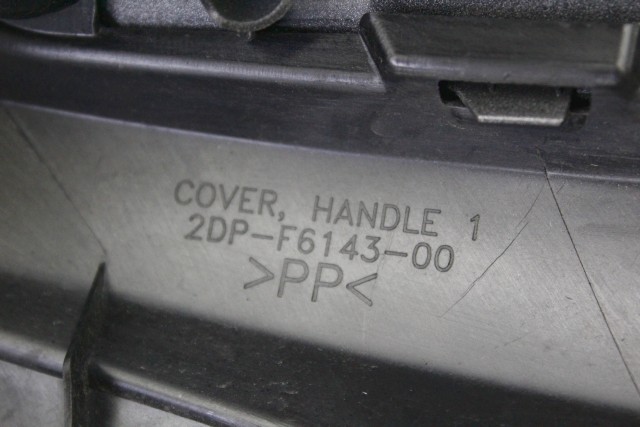 COVER, HANDLE 1
2DP-F6143-00
>PP<